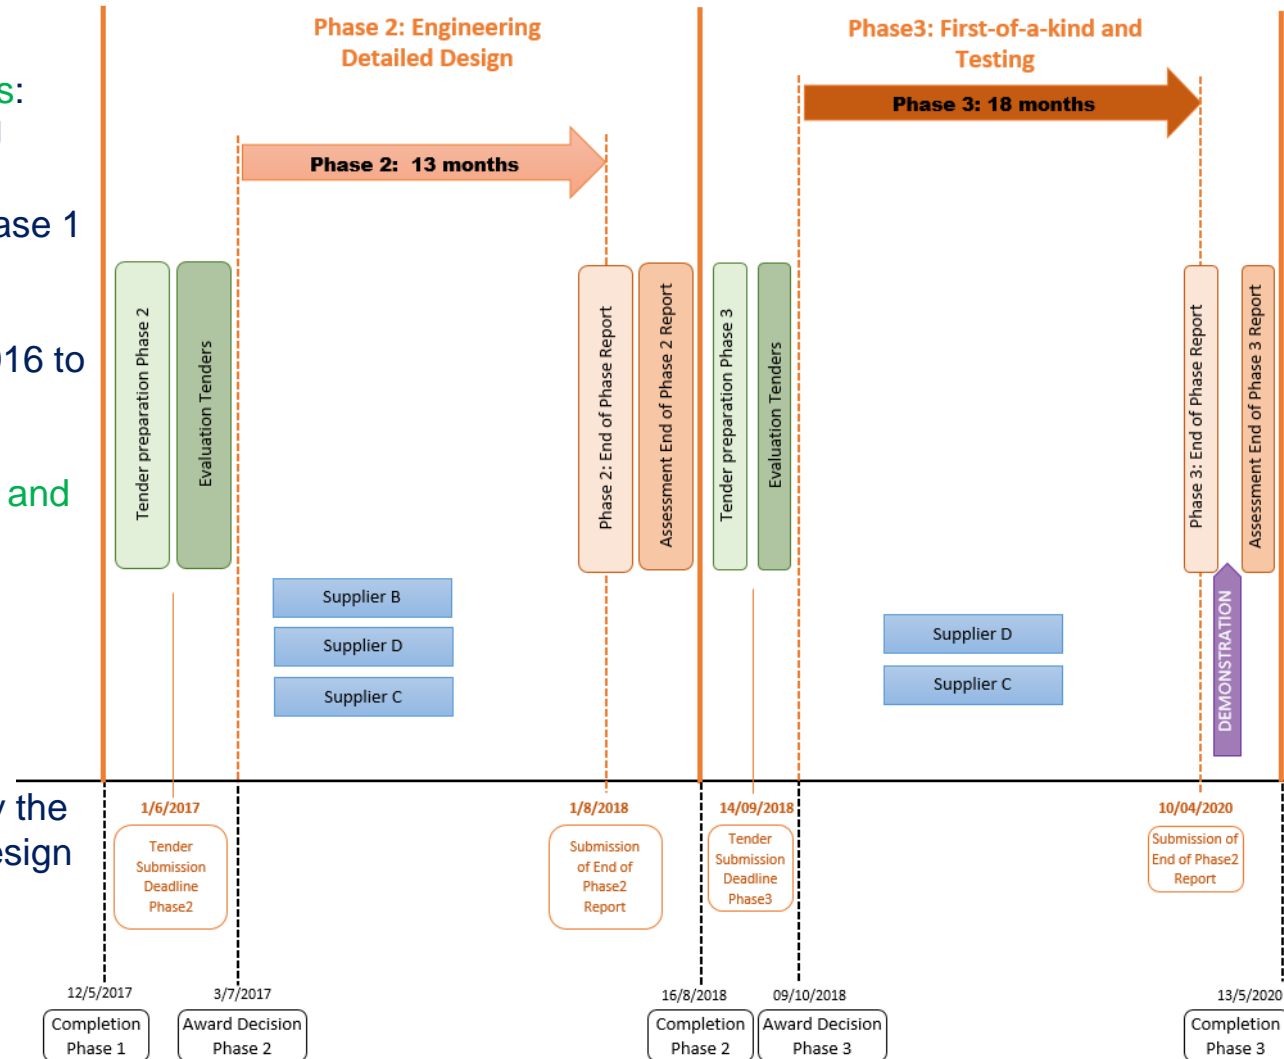 Phase 2: Engineering
Detailed Design
Phase3: First-of-a-kind and
Testing
s:
Phase 3: 18 months
Phase 2: 13 months
ase 1
016 to
and
Tender preparation Phase 2
Evaluation Tenders
Phase 2: End of Phase Report
Assessment End of Phase 2 Report
Tender preparation Phase 3
Evaluation Tenders
Phase 3: End of Phase Report
Assessment End of Phase 3 Report
Supplier B
Supplier D
Supplier C
Supplier D
Supplier C
DEMONSTRATION
y the
esign
1/6/2017
Tender
Submission
Deadline
Phase2
1/8/2018
Submission
of End of
Phase2
Report
14/09/2018
Tender
Submission
Deadline
Phase3
10/04/2020
Submission of
End of Phase2
Report
12/5/2017
Completion
Phase 1
3/7/2017
Award Decision
Phase 2
16/8/2018
Completion
Phase 2
09/10/2018
Award Decision
Phase 3
13/5/2020
Completion
Phase 3